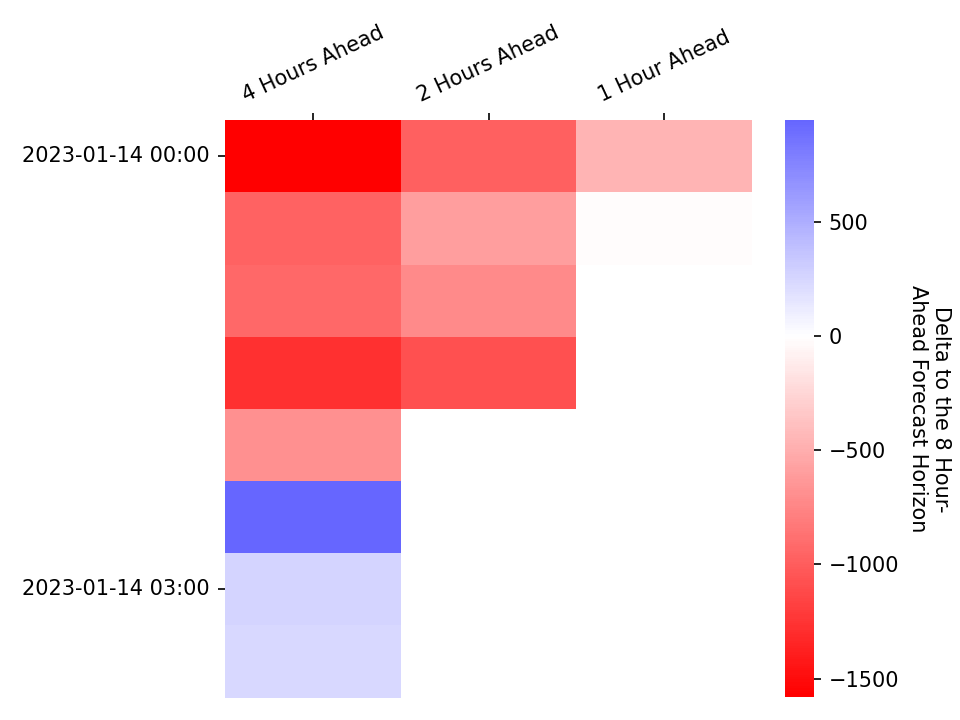 4 Hours Ahead
2 Hours Ahead
1 Hour Ahead
2023-01-14 00:00
2023-01-14 03:00
500
0
−500
−1000
−1500
Delta to the 8 Hour-
Ahead Forecast Horizon